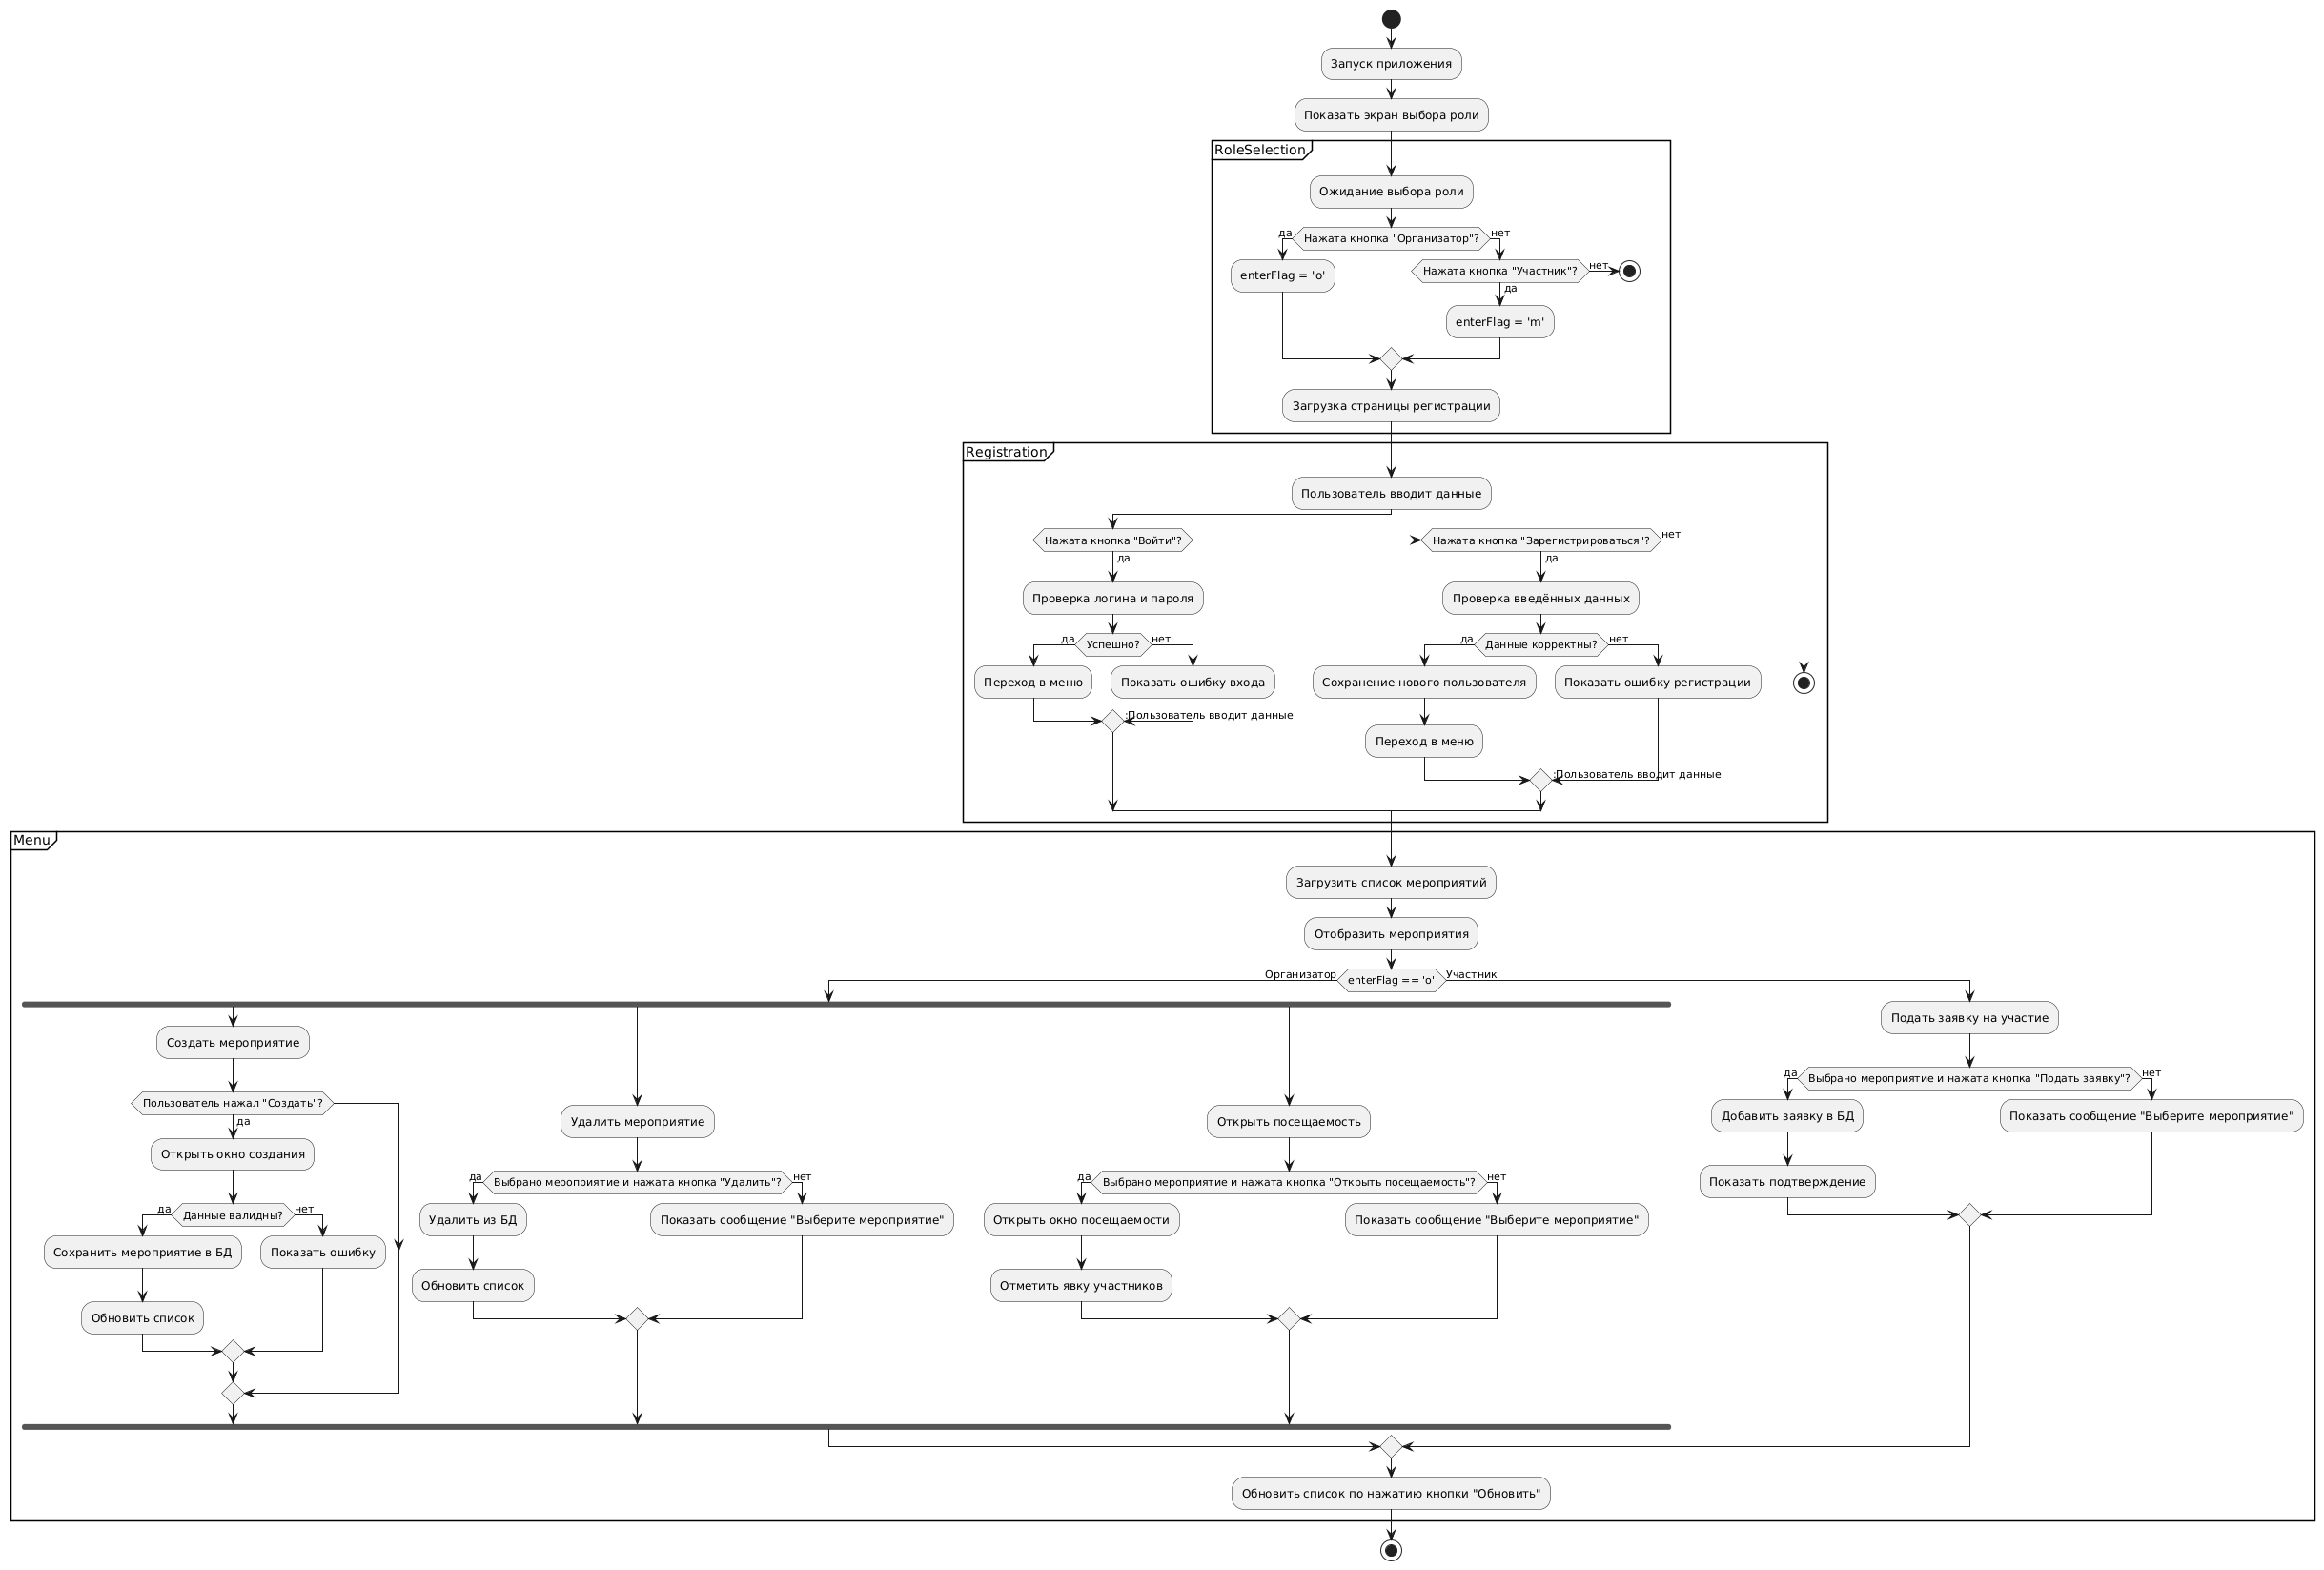 Запуск приложения
Показать экран выбора роли
RoleSelection
Ожидание выбора роли
да
Нажата кнопка "Организатор"?
нет
enterFlag = 'o'
Нажата кнопка "Участник"?
нет
да
enterFlag = 'm'
Загрузка страницы регистрации
Registration
Пользователь вводит данные
Нажата кнопка "Войти"?
Нажата кнопка "Зарегистрироваться"?
нет
да
да
Проверка логина и пароля
Проверка введённых данных
да
Успешно?
нет
да
Данные корректны?
нет
Переход в меню
Показать ошибку входа
Сохранение нового пользователя
Показать ошибку регистрации
:Пользователь вводит данные
Переход в меню
:Пользователь вводит данные
Menu
Загрузить список мероприятий
Отобразить мероприятия
Организатор
enterFlag == 'o'
Участник
Создать мероприятие
Подать заявку на участие
Пользователь нажал "Создать"?
да
Удалить мероприятие
Открыть посещаемость
да
Выбрано мероприятие и нажата кнопка "Подать заявку"?
нет
Добавить заявку в БД
Показать сообщение "Выберите мероприятие"
Открыть окно создания
да
Выбрано мероприятие и нажата кнопка "Удалить"?
нет
да
Выбрано мероприятие и нажата кнопка "Открыть посещаемость"?
нет
Показать подтверждение
да
Данные валидны?
нет
Удалить из БД
Показать сообщение "Выберите мероприятие"
Открыть окно посещаемости
Показать сообщение "Выберите мероприятие"
Сохранить мероприятие в БД
Показать ошибку
Обновить список
Отметить явку участников
Обновить список
Обновить список по нажатию кнопки "Обновить"